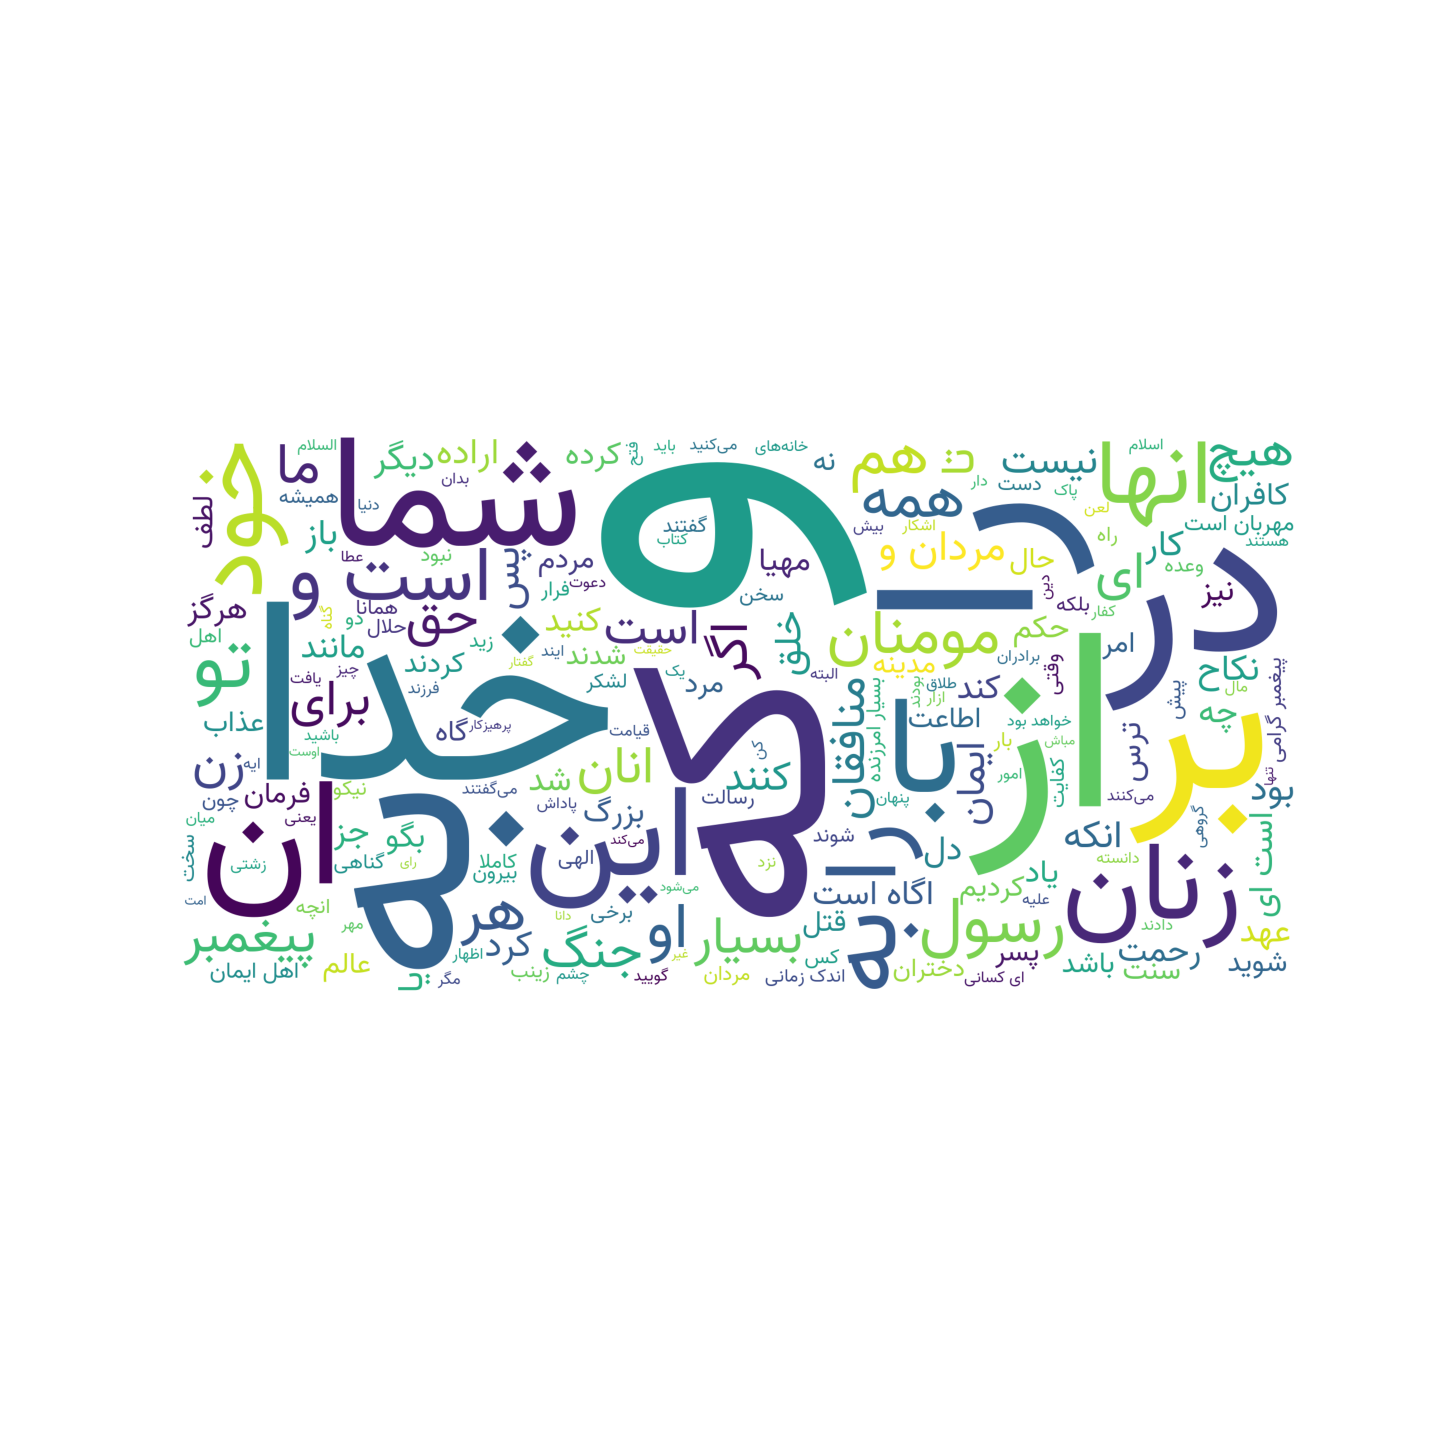 و
که
خدا
از
در
به
را
شما
ان
این
با
بر
زنان
است و
خود
انها
تو
رسول
مومنان
هم
همه
هیچ
ما
اراده
دیگر
السلام
کرده
فتح
باید
می‌کنید
خانه‌های
نه
نیست
اسلام
کافران
مهربان است
هستند
لطف
همیشه
بدان
دنیا
باز
عطا
نبود
پس
مردم
فرار
دعوت
گفتند
کتاب
مهیا
سخن
بیش
اشکار
دار
دست
پاک
لعن
راه
مردان و
حال
دین
بلکه
کفار
ای
کار
وعده
نیز
هرگز
اهل
گناه
دو
همانا
حلال
حق
زید
کنید
ایند
است
اگر
خلق
حقیقت
یک
شدند
گفتار
مانند
چیز
کردند
فرزند
لشکر
مرد
البته
مدینه
حکم
برادران
امر
وقتی
نکاح
مال
چه
پیش
پیغمبر گرامی
تنها
عذاب
یافت
برای
باشید
اوست
گاه
پرهیزکار
قیامت
منافقان
بسیار امرزنده
بودند
طلاق
ازار
کند
اطاعت
خواهد بود
بار
مباش
ترس
کفایت
زن
ایه
فرمان
چون
نیکو
می‌گفتند
شد
انان
کنند
کن
پنهان
ایمان
امور
می‌کنند
بود
گروهی
میان
یعنی
جز
بگو
پاداش
بزرگ
رسالت
می‌کند
شوند
را
دل
انکه
دانسته
است ای
سخت
زشتی
گناهی
رای
کاملا
بیرون
الهی
نزد
می‌شود
اگاه است
کردیم
یاد
علیه
امت
انچه
مهر
هر
برخی
دانا
او
بسیار
قتل
به
دادند
عهد
پیغمبر
اهل ایمان
عالم
یا
مگر
اظهار
کرد
زینب
جنگ
چشم
گویید
غیر
مردان
کس
اندک زمانی
دختران
پسر
ای کسانی
باشد
رحمت
سنت
شوید